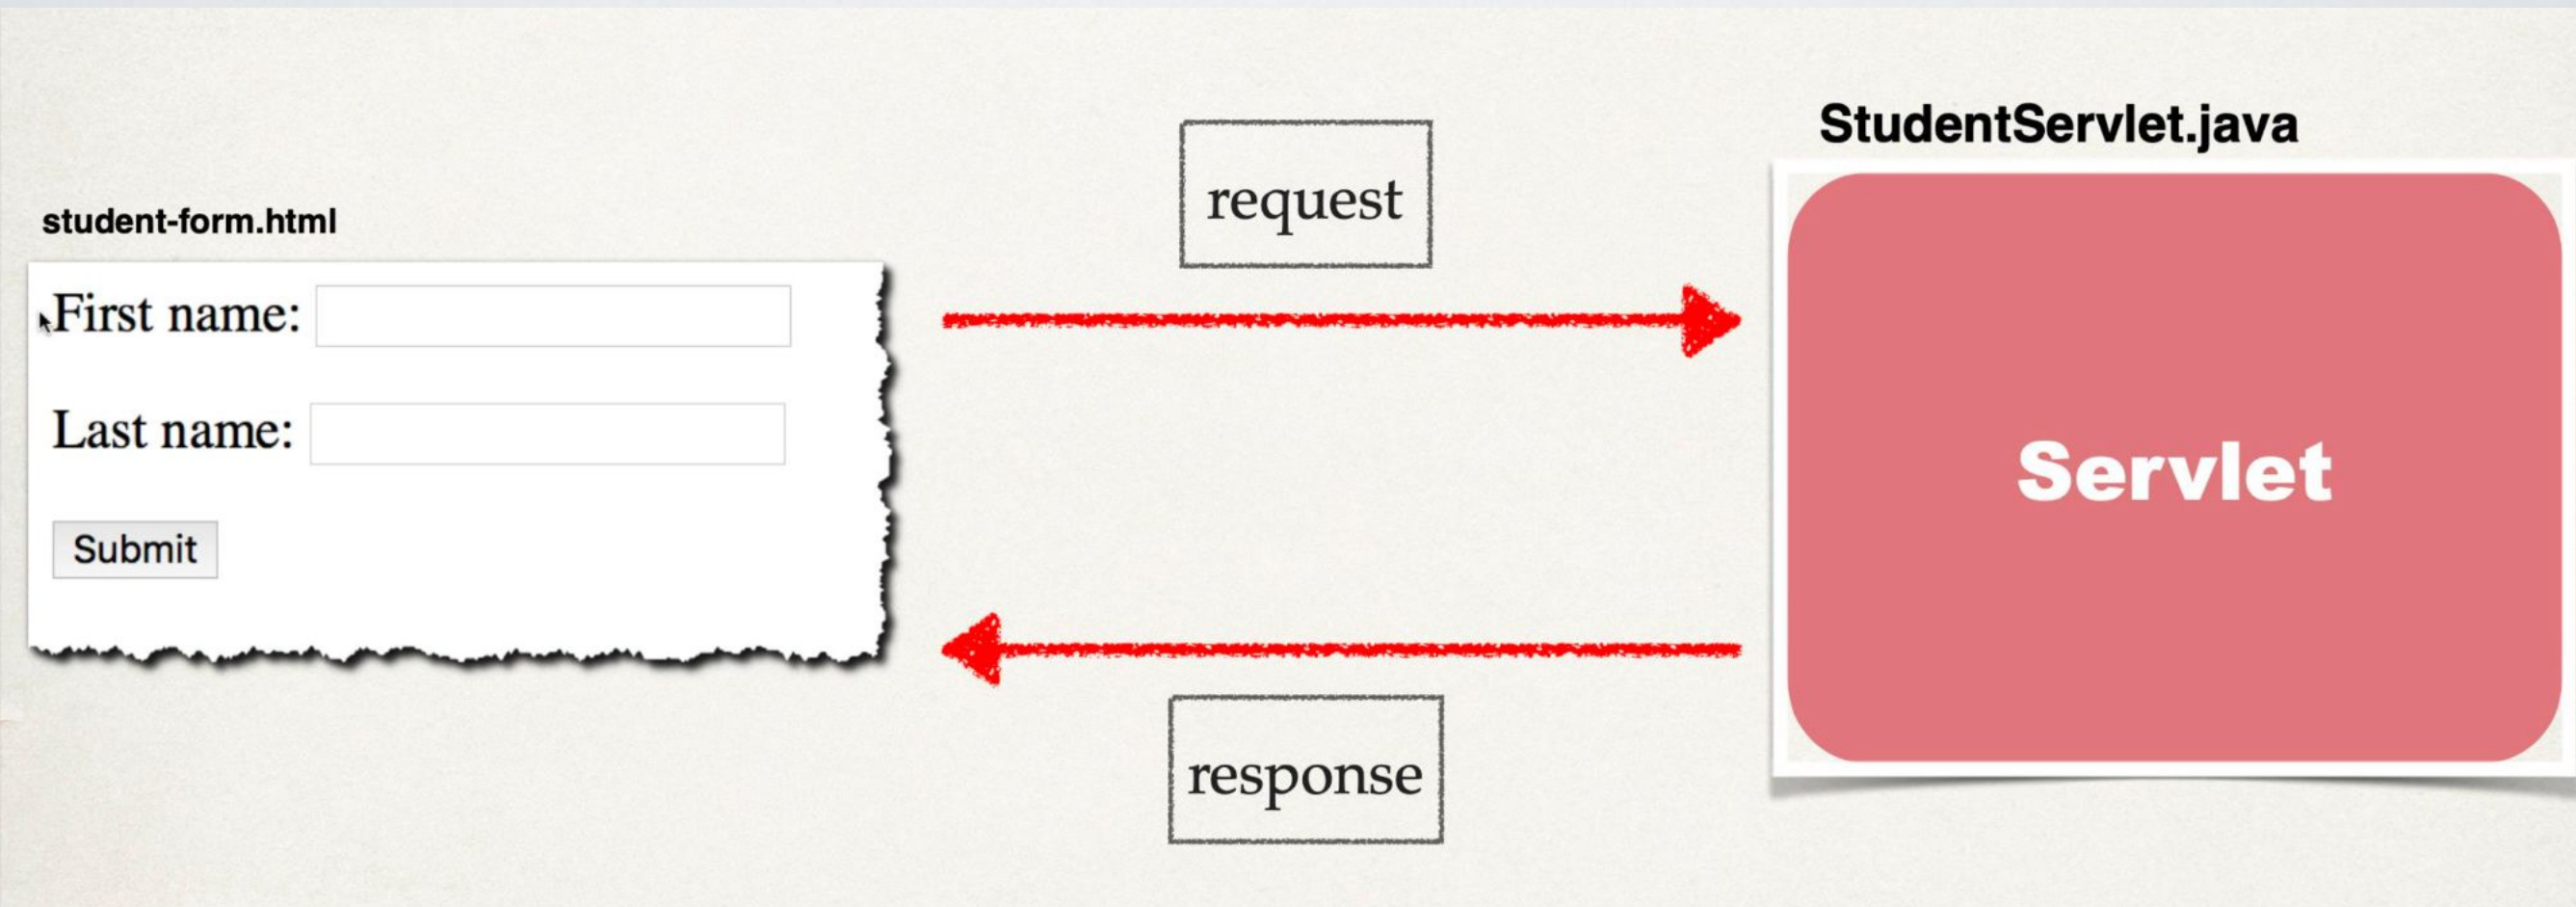 student-form.html
First name:
Last name:
Submit
request
response
StudentServlet.java
Servlet